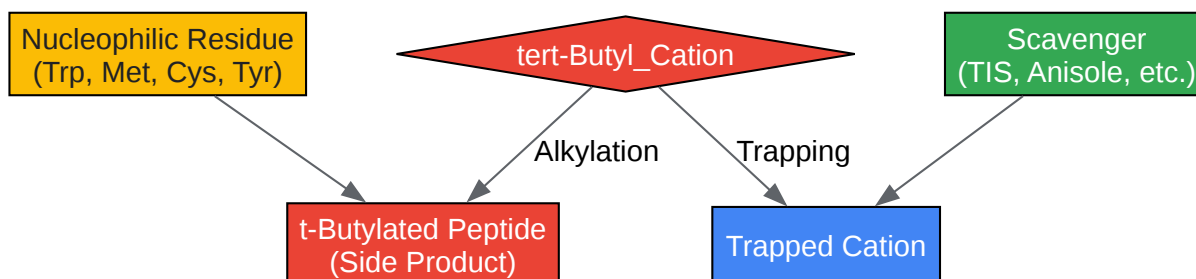 Nucleophilic Residue
(Trp, Met, Cys, Tyr)
tert-Butyl_Cation
Scavenger
(TIS, Anisole, etc.)
Alkylation
Trapping
t-Butylated Peptide
(Side Product)
Trapped Cation